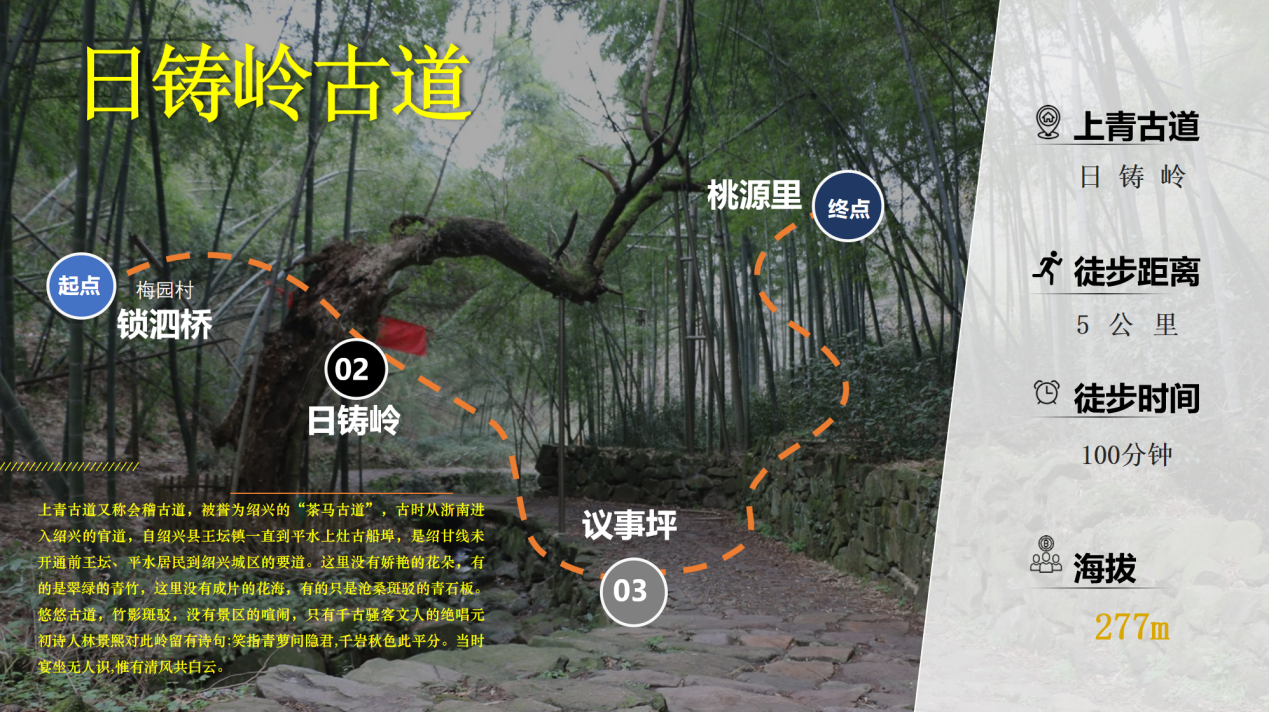 日铸岭古道
起点
梅园村
锁泗桥
02
日铸岭
议事坪
03
桃源里
终点
上青古道又称会稽古道，被誉为绍兴的“茶马古道”，古时从浙南进
入绍兴的官道，自绍兴县王坛镇一直到平水上灶古船埠，是绍甘线未
开通前王坛、平水居民到绍兴城区的要道。这里没有娇艳的花朵，有
的是翠绿的青竹，这里没有成片的花海，有的只是沧桑斑驳的青石板。
悠悠古道，竹影斑驳，没有景区的喧闹，只有千古骚客文人的绝唱元
初诗人林景熙对此岭留有诗句:笑指青萝问隐君,千岩秋色此平分。当时
宴坐无人识,惟有清风共白云。
上青古道
日 铸 岭
徒步距离
5 公 里
徒步时间
100分钟
海拔
277m